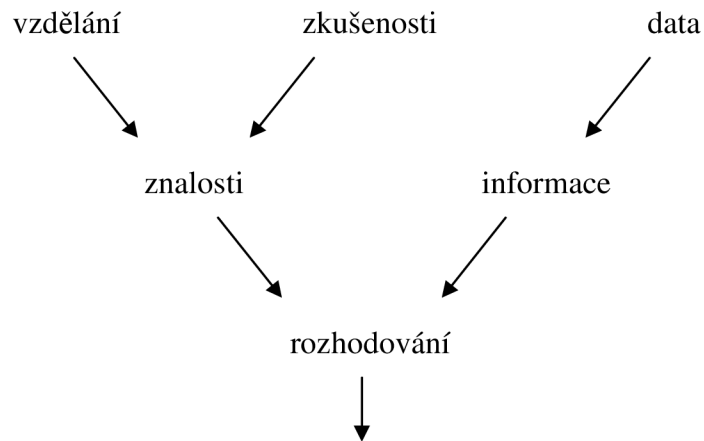 vzdělání zkušenosti data
znalosti informace
rozhodování